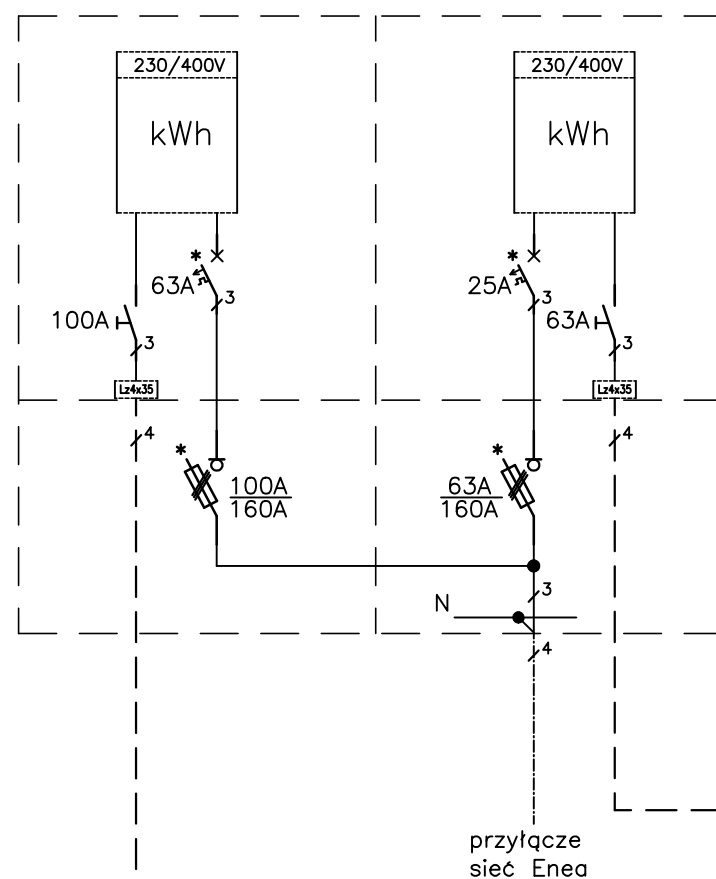 230/400V
230/400V
kWh
kWh
*
*
63A
25A
3
3
100A
63A
3
3
Lz4x35
Lz4x35
4
4
*
*
100A
160A
63A
160A
3
N
4
przyłącze
sieć Enea